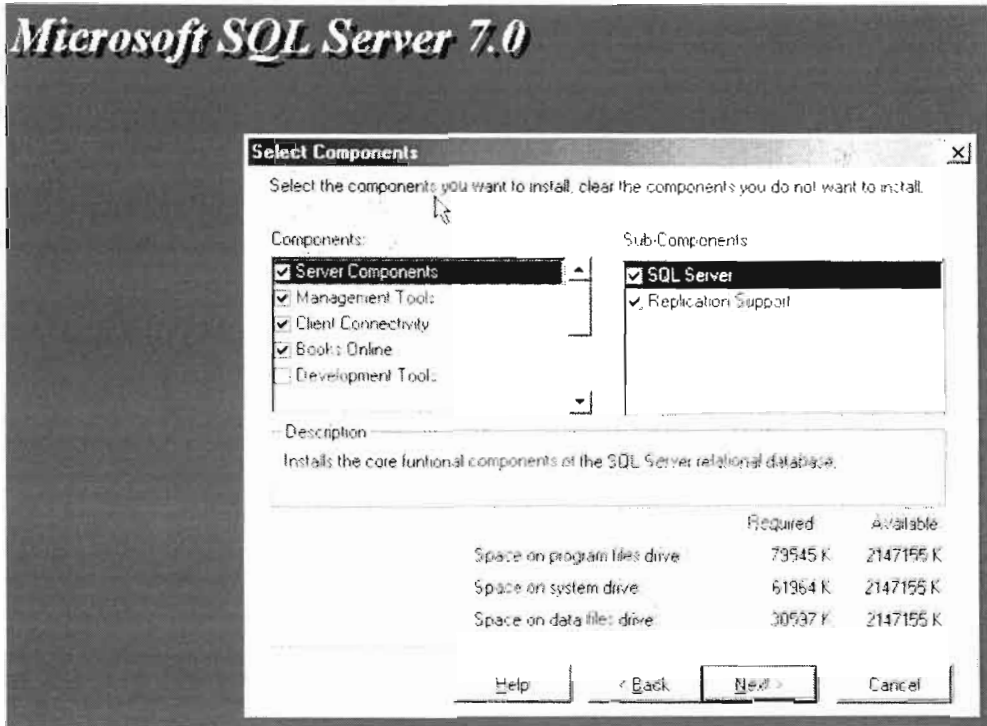 Microsoft SQL Server 7.0
Select Components
Select the components you want to install, clear the components you do not want to install.
Components:
Sub-Components
Server Components
Management Tools
Client Connectivity
Books Online
Development Tools
SQL Server
Replication Support
Description
Installs the core funtional components of the SQL Server relational database.
Required Available
Space on program files drive 79545 K 2147155 K
Space on system drive 61964 K 2147155 K
Space on data files drive 30597 K 2147155 K
Help < Back Next > Cancel